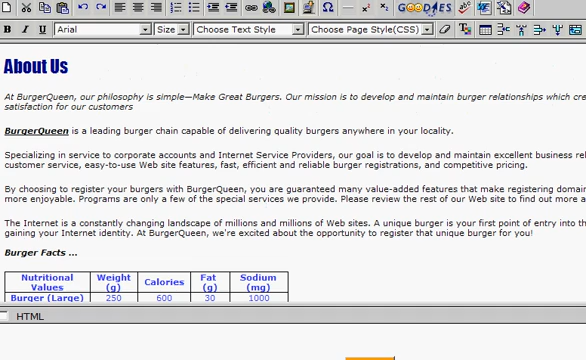 B I U Arial Size Choose Text Style Choose Page Style(CSS)
About Us
At BurgerQueen, our philosophy is simple—Make Great Burgers. Our mission is to develop and maintain burger relationships which
satisfaction for our customers
BurgerQueen is a leading burger chain capable of delivering quality burgers anywhere in your locality.
Specializing in service to corporate accounts and Internet Service Providers, our goal is to develop and maintain excellent business
customer service, easy-to-use Web site features, fast, efficient and reliable burger registrations, and competitive pricing.
By choosing to register your burgers with BurgerQueen, you are guaranteed many value-added features that make registering
more enjoyable. Programs are only a few of the special services we provide. Please review the rest of our Web site to find out more
The Internet is a constantly changing landscape of millions and millions of Web sites. A unique burger is your first point of entry into
gaining your Internet identity. At BurgerQueen, we're excited about the opportunity to register that unique burger for you!
Burger Facts ...
Nutritional Values Weight (g) Calories Fat (g) Sodium (mg)
Burger (Large) 250 600 30 1000
HTML